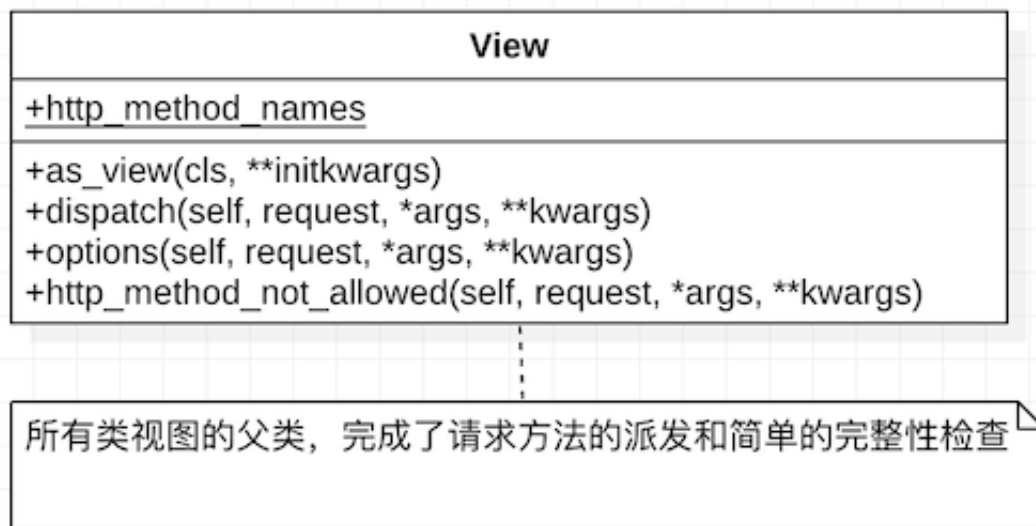 View
+http_method_names
+as_view(cls, **initkwargs)
+dispatch(self, request, *args, **kwargs)
+options(self, request, *args, **kwargs)
+http_method_not_allowed(self, request, *args, **kwargs)
所有类视图的父类，完成了请求方法的派发和简单的完整性检查